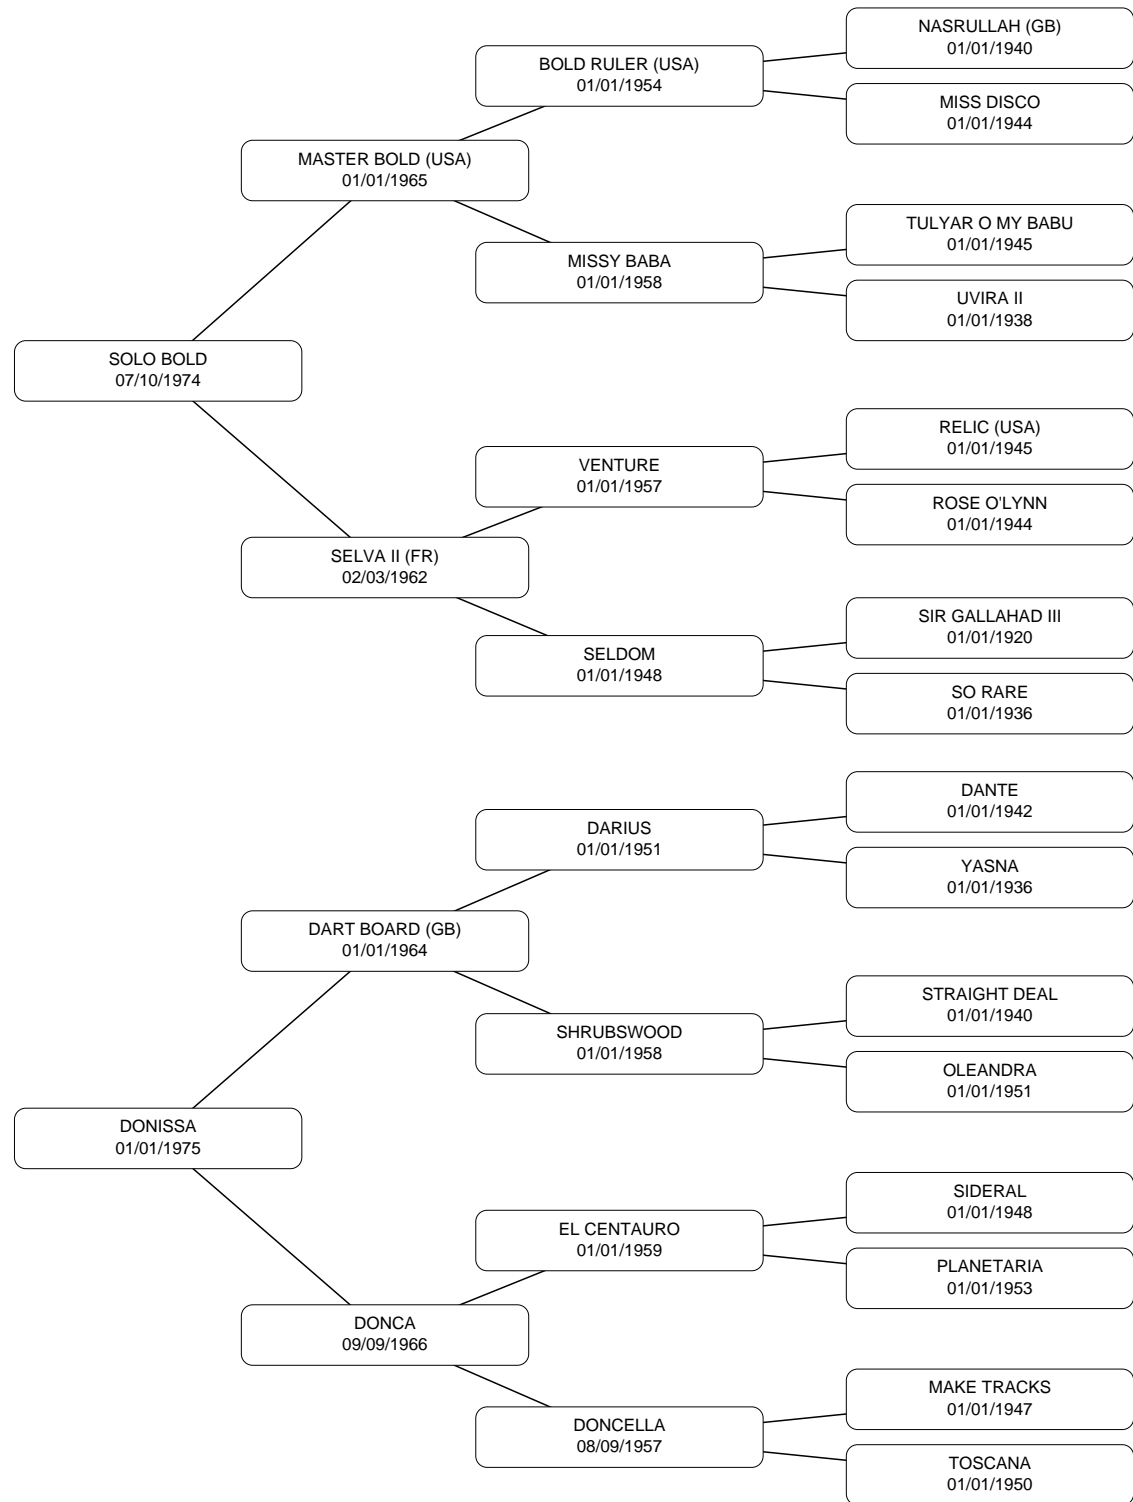 NASRULLAH (GB)
01/01/1940
BOLD RULER (USA)
01/01/1954
MISS DISCO
01/01/1944
MASTER BOLD (USA)
01/01/1965
TULYAR O MY BABU
01/01/1945
MISSY BABA
01/01/1958
UVIRA II
01/01/1938
SOLO BOLD
07/10/1974
RELIC (USA)
01/01/1945
VENTURE
01/01/1957
ROSE O'LYNN
01/01/1944
SELVA II (FR)
02/03/1962
SIR GALLAHAD III
01/01/1920
SELDOM
01/01/1948
SO RARE
01/01/1936
DANTE
01/01/1942
DARIUS
01/01/1951
YASNA
01/01/1936
DART BOARD (GB)
01/01/1964
STRAIGHT DEAL
01/01/1940
SHRUBSWOOD
01/01/1958
OLEANDRA
01/01/1951
DONISSA
01/01/1975
SIDERAL
01/01/1948
EL CENTAURO
01/01/1959
PLANETARIA
01/01/1953
DONCA
09/09/1966
MAKE TRACKS
01/01/1947
DONCELLA
08/09/1957
TOSCANA
01/01/1950